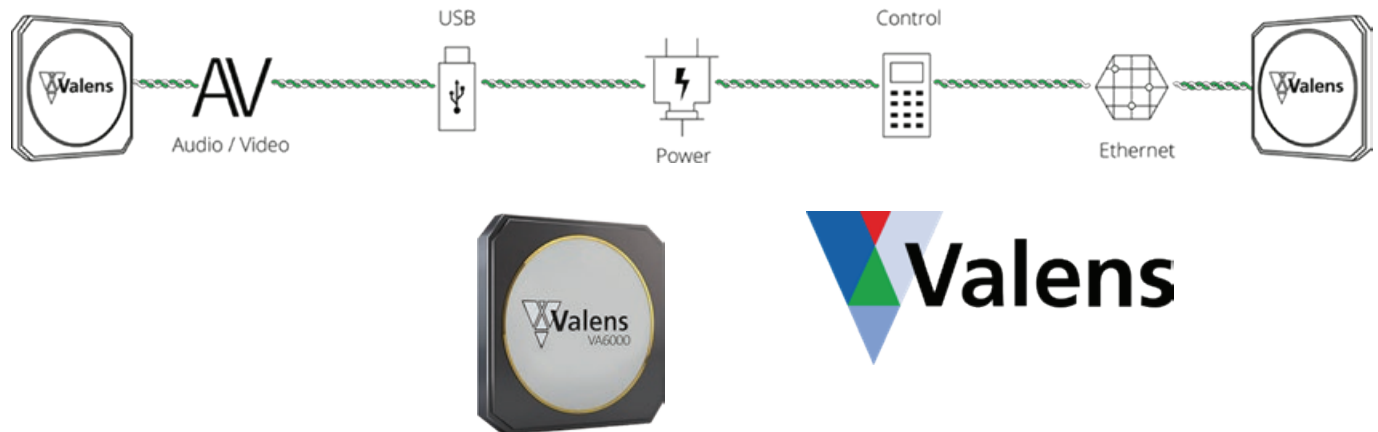 USB
Control
Valens
AV
Valens
Audio / Video
Power
Ethernet
Valens
VA6000
Valens